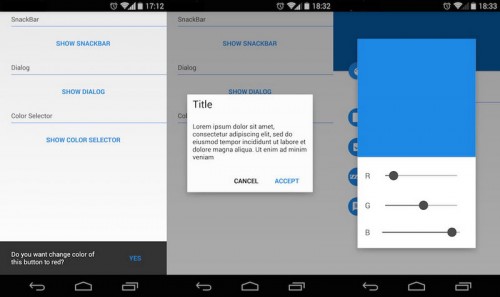 17:12
SnackBar
SHOW SNACKBAR
Dialog
SHOW DIALOG
Color Selector
SHOW COLOR SELECTOR
Do you want change color of
this button to red?
YES
18:32
SnackBar
SHOW SNACKBAR
Dialog
SHOW DIALOG
Title
Lorem ipsum dolor sit amet,
consectetur adipiscing elit, sed do
eiusmod tempor incididunt ut labore et
dolore magna aliqua. Ut enim ad minim
veniam
CANCEL
ACCEPT
18:33
R
G
B